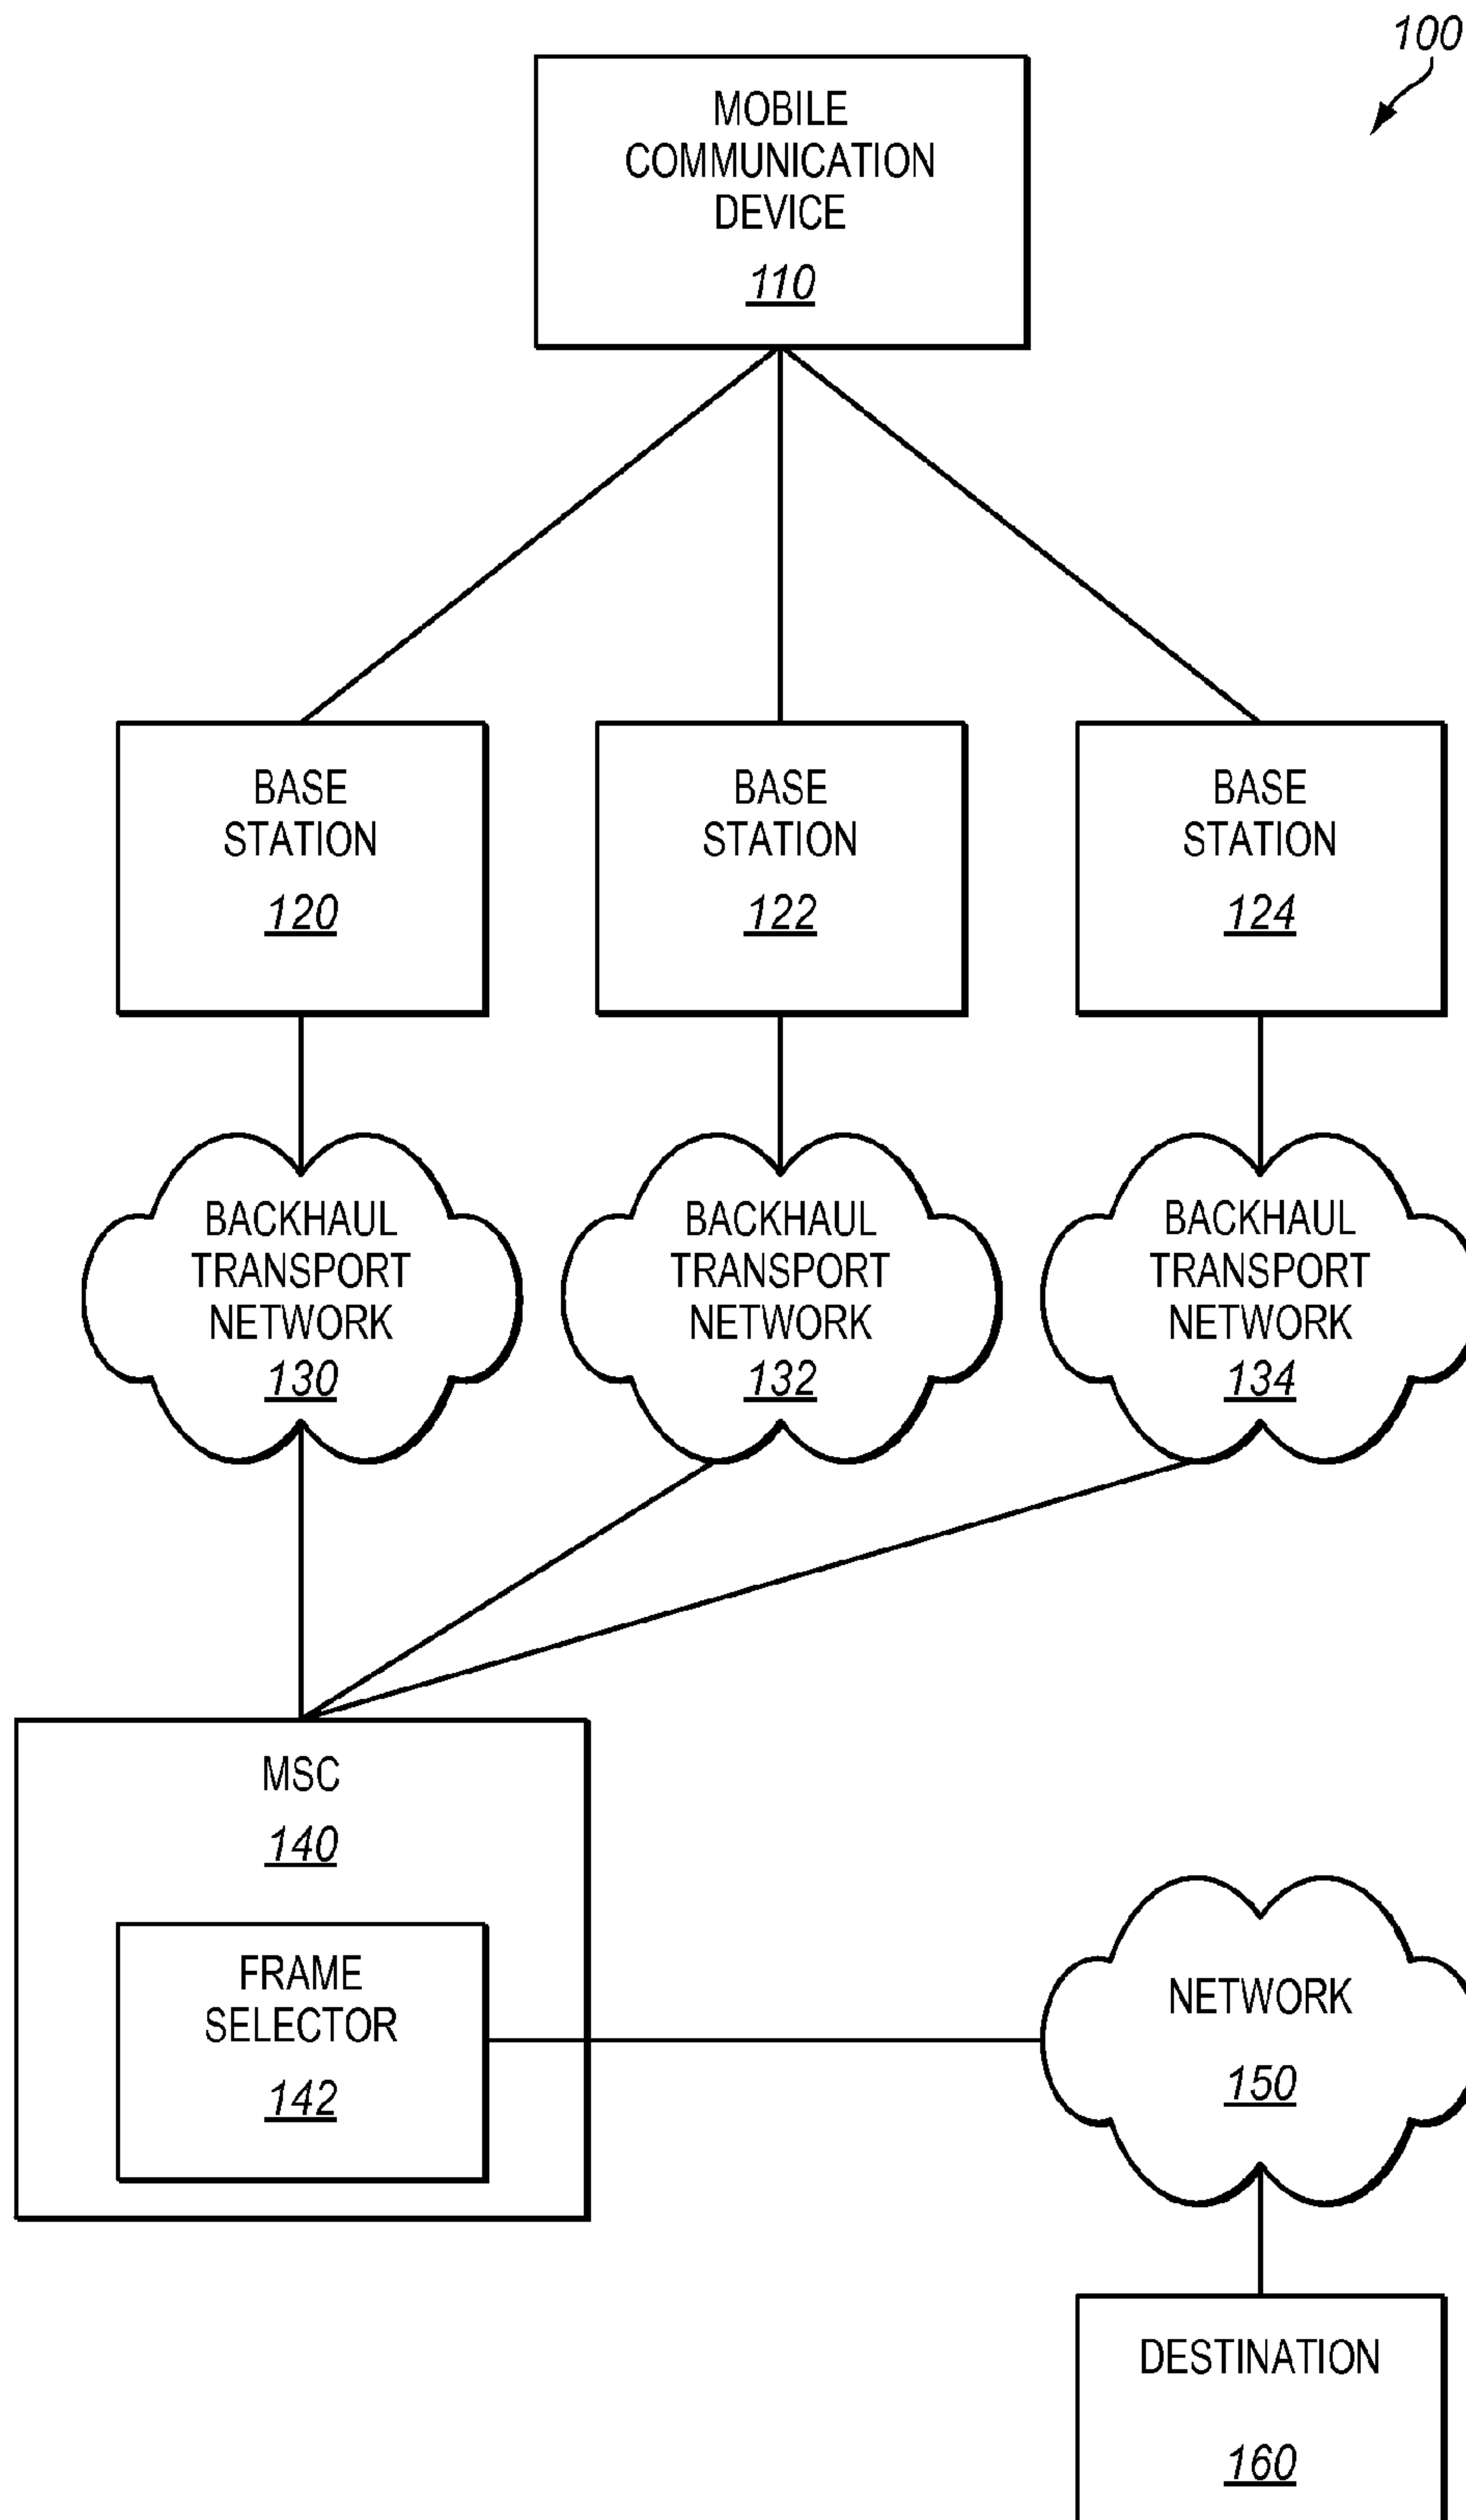 100
MOBILE
COMMUNICATION
DEVICE
110
BASE
STATION
120
BASE
STATION
122
BASE
STATION
124
BACKHAUL
TRANSPORT
NETWORK
130
BACKHAUL
TRANSPORT
NETWORK
132
BACKHAUL
TRANSPORT
NETWORK
134
MSC
140
FRAME
SELECTOR
142
NETWORK
150
DESTINATION
160